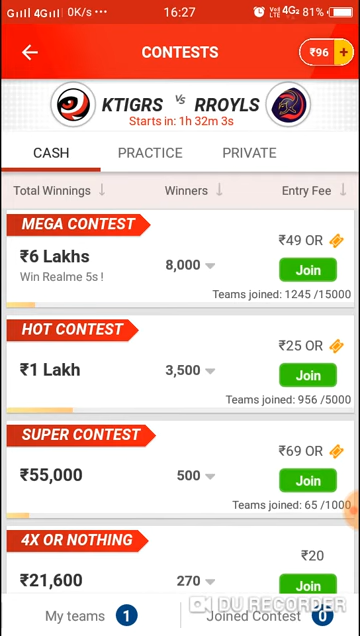 4G 0K/s ··· 16:27 VoLTE 4G2 81%
CONTESTS ₹96 +
KTIGRS VS RROYLS
Starts in: 1h 32m 3s
CASH PRACTICE PRIVATE
Total Winnings ↓ Winners ↓ Entry Fee ↓
MEGA CONTEST
₹6 Lakhs 8,000 ₹49 OR
Win Realme 5s ! Join
Teams joined: 1245 /15000
HOT CONTEST
₹1 Lakh 3,500 ₹25 OR
Join
Teams joined: 956 /5000
SUPER CONTEST
₹55,000 500 ₹69 OR
Join
Teams joined: 65 /1000
4X OR NOTHING
₹21,600 270 ₹20
Join
DU RECORDER
My teams 1 Joined Contest 0